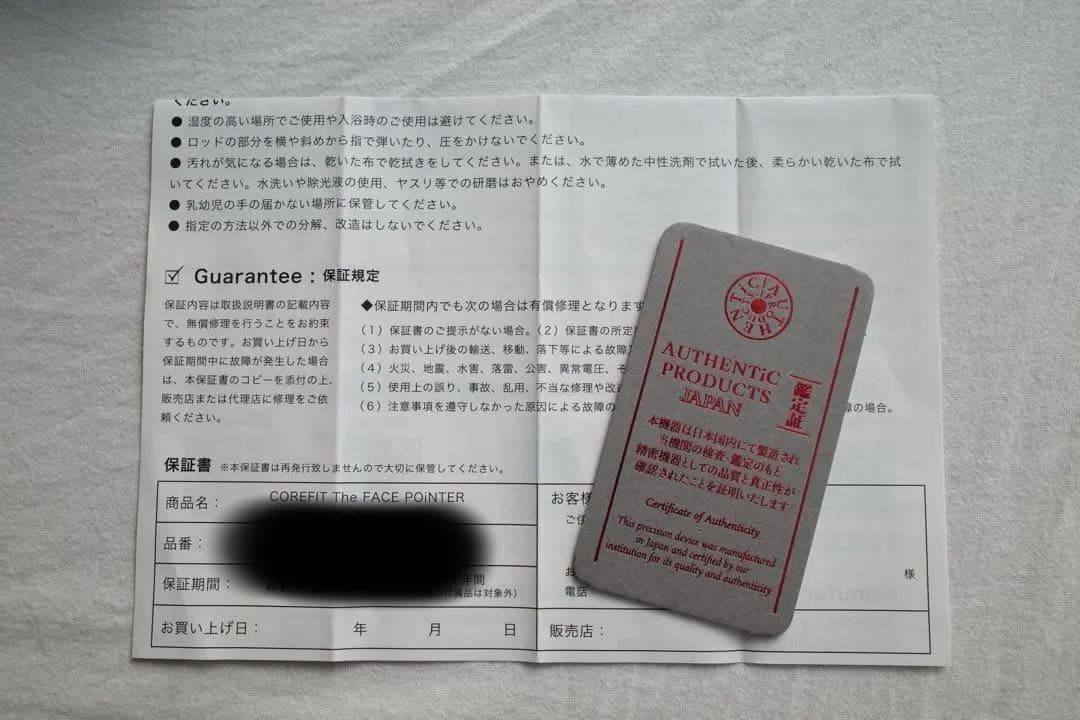 ください。
● 湿度の高い場所でご使用や入浴時のご使用は避けてください。
● ロッドの部分を横や斜めから指で弾いたり、圧をかけないでください。
● 汚れが気になる場合は、乾いた布で乾拭きをしてください。または、水で薄めた中性洗剤で拭いた後、柔らかい乾いた布で拭
いてください。水洗いや除光液の使用、ヤスリ等での研磨はおやめください。
● 乳幼児の手の届かない場所に保管してください。
● 指定の方法以外での分解、改造はしないでください。
Guarantee : 保証規定
保証内容は取扱説明書の記載内容
で、無償修理を行うことをお約束
するものです。お買い上げ日から
保証期間中に故障が発生した場合
は、本保証書のコピーを添付の上、
販売店または代理店に修理をご依
頼ください。
◆保証期間内でも次の場合は有償修理となります
（1）保証書のご提示がない場合。（2）保証書の所定
（3）お買い上げ後の輸送、移動、落下等による故障
（4）火災、地震、水害、落雷、公害、異常電圧、そ
（5）使用上の誤り、事故、乱用、不当な修理や改造
（6）注意事項を遵守しなかった原因による故障の
障の場合。
保証書 ※本保証書は再発行致しませんので大切に保管してください。
商品名： COREFIT The FACE POiNTER
品番：
保証期間： 年間
付属品は対象外）
お買い上げ日： 年 月 日
お客様
ご住
お
様
電話
販売店：
AUTHENTiC
PRODUCTS
AUTHENTiC
PRODUCTS
JAPAN
鑑定証
本機器は日本国内にて製造され
当機関の検査・鑑定のもと
精密機器としての品質と真正性が
確認されたことを証明いたします
Certificate of Authenticity
This precision device was manufactured
in Japan and certified by our
institution for its quality and authenticity